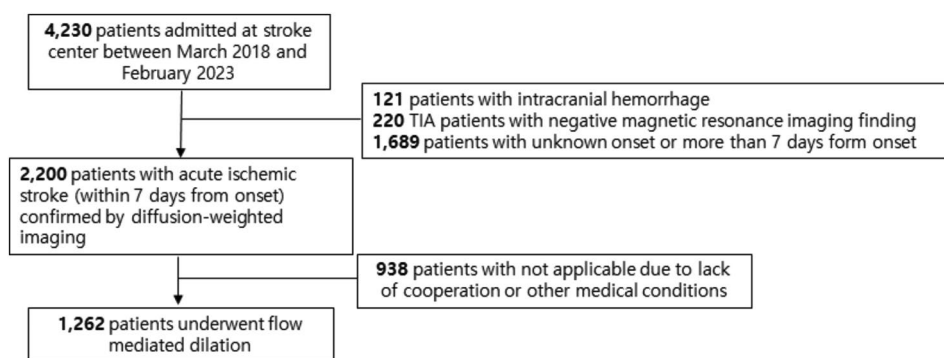 4,230 patients admitted at stroke
center between March 2018 and
February 2023
121 patients with intracranial hemorrhage
220 TIA patients with negative magnetic resonance imaging finding
1,689 patients with unknown onset or more than 7 days form onset
2,200 patients with acute ischemic
stroke (within 7 days from onset)
confirmed by diffusion-weighted
imaging
938 patients with not applicable due to lack
of cooperation or other medical conditions
1,262 patients underwent flow
mediated dilation